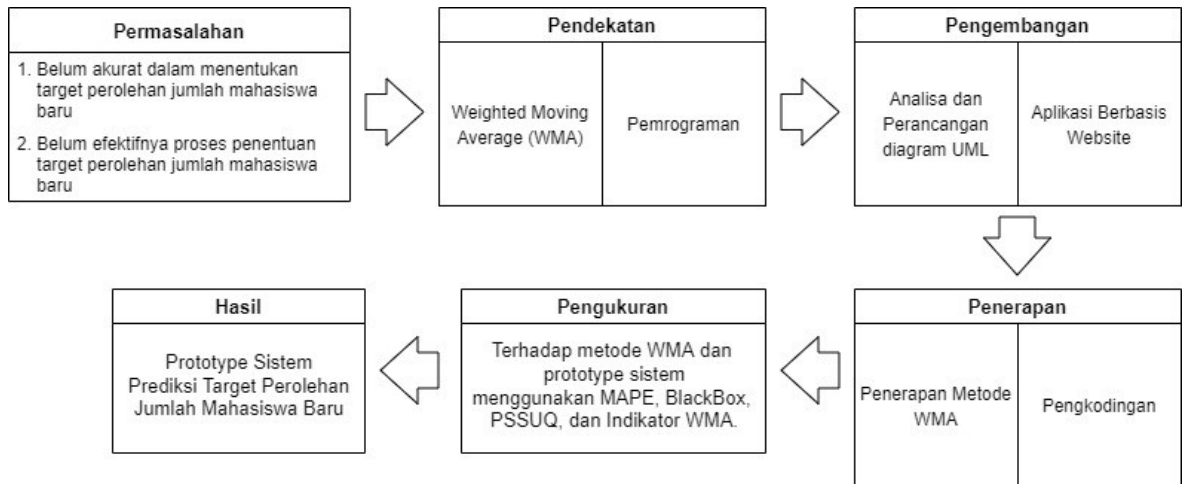 Permasalahan
1. Belum akurat dalam menentukan
target perolehan jumlah mahasiswa
baru
2. Belum efektifnya proses penentuan
target perolehan jumlah mahasiswa
baru
Pendekatan
Weighted Moving
Average (WMA)
Pemrograman
Pengembangan
Analisa dan
Perancangan
diagram UML
Aplikasi Berbasis
Website
Penerapan
Penerapan Metode
WMA
Pengkodingan
Pengukuran
Terhadap metode WMA dan
prototype sistem
menggunakan MAPE, BlackBox,
PSSUQ, dan Indikator WMA.
Hasil
Prototype Sistem
Prediksi Target Perolehan
Jumlah Mahasiswa Baru